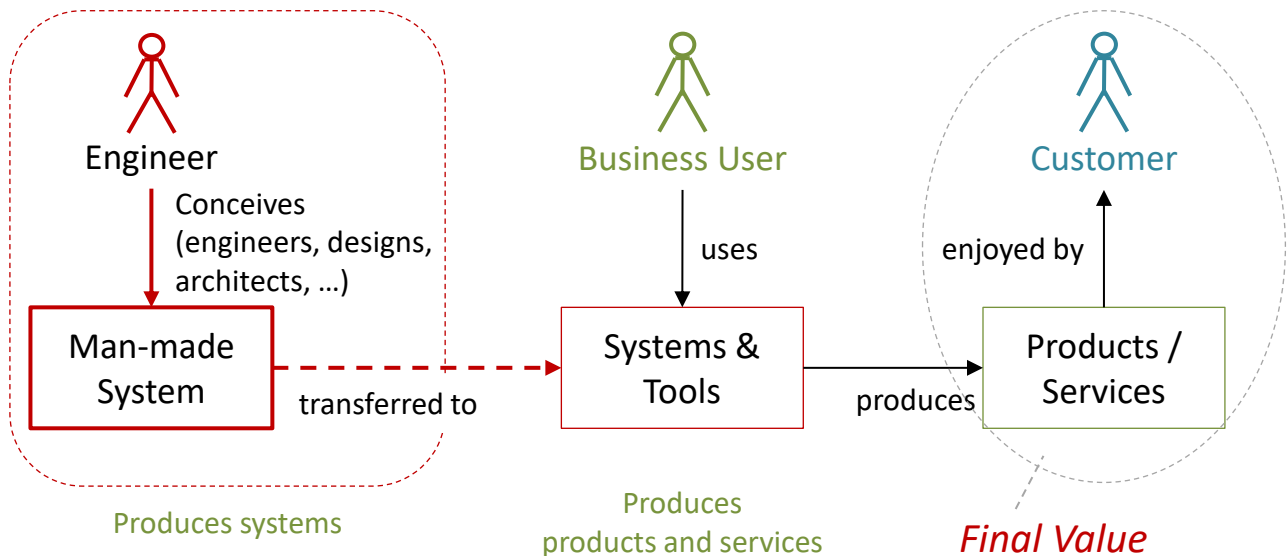 Engineer
Business User
Customer
Conceives
(engineers, designs,
architects, ...)
uses
enjoyed by
Man-made
System
transferred to
Systems &
Tools
produces
Products /
Services
Produces systems
Produces
products and services
Final Value